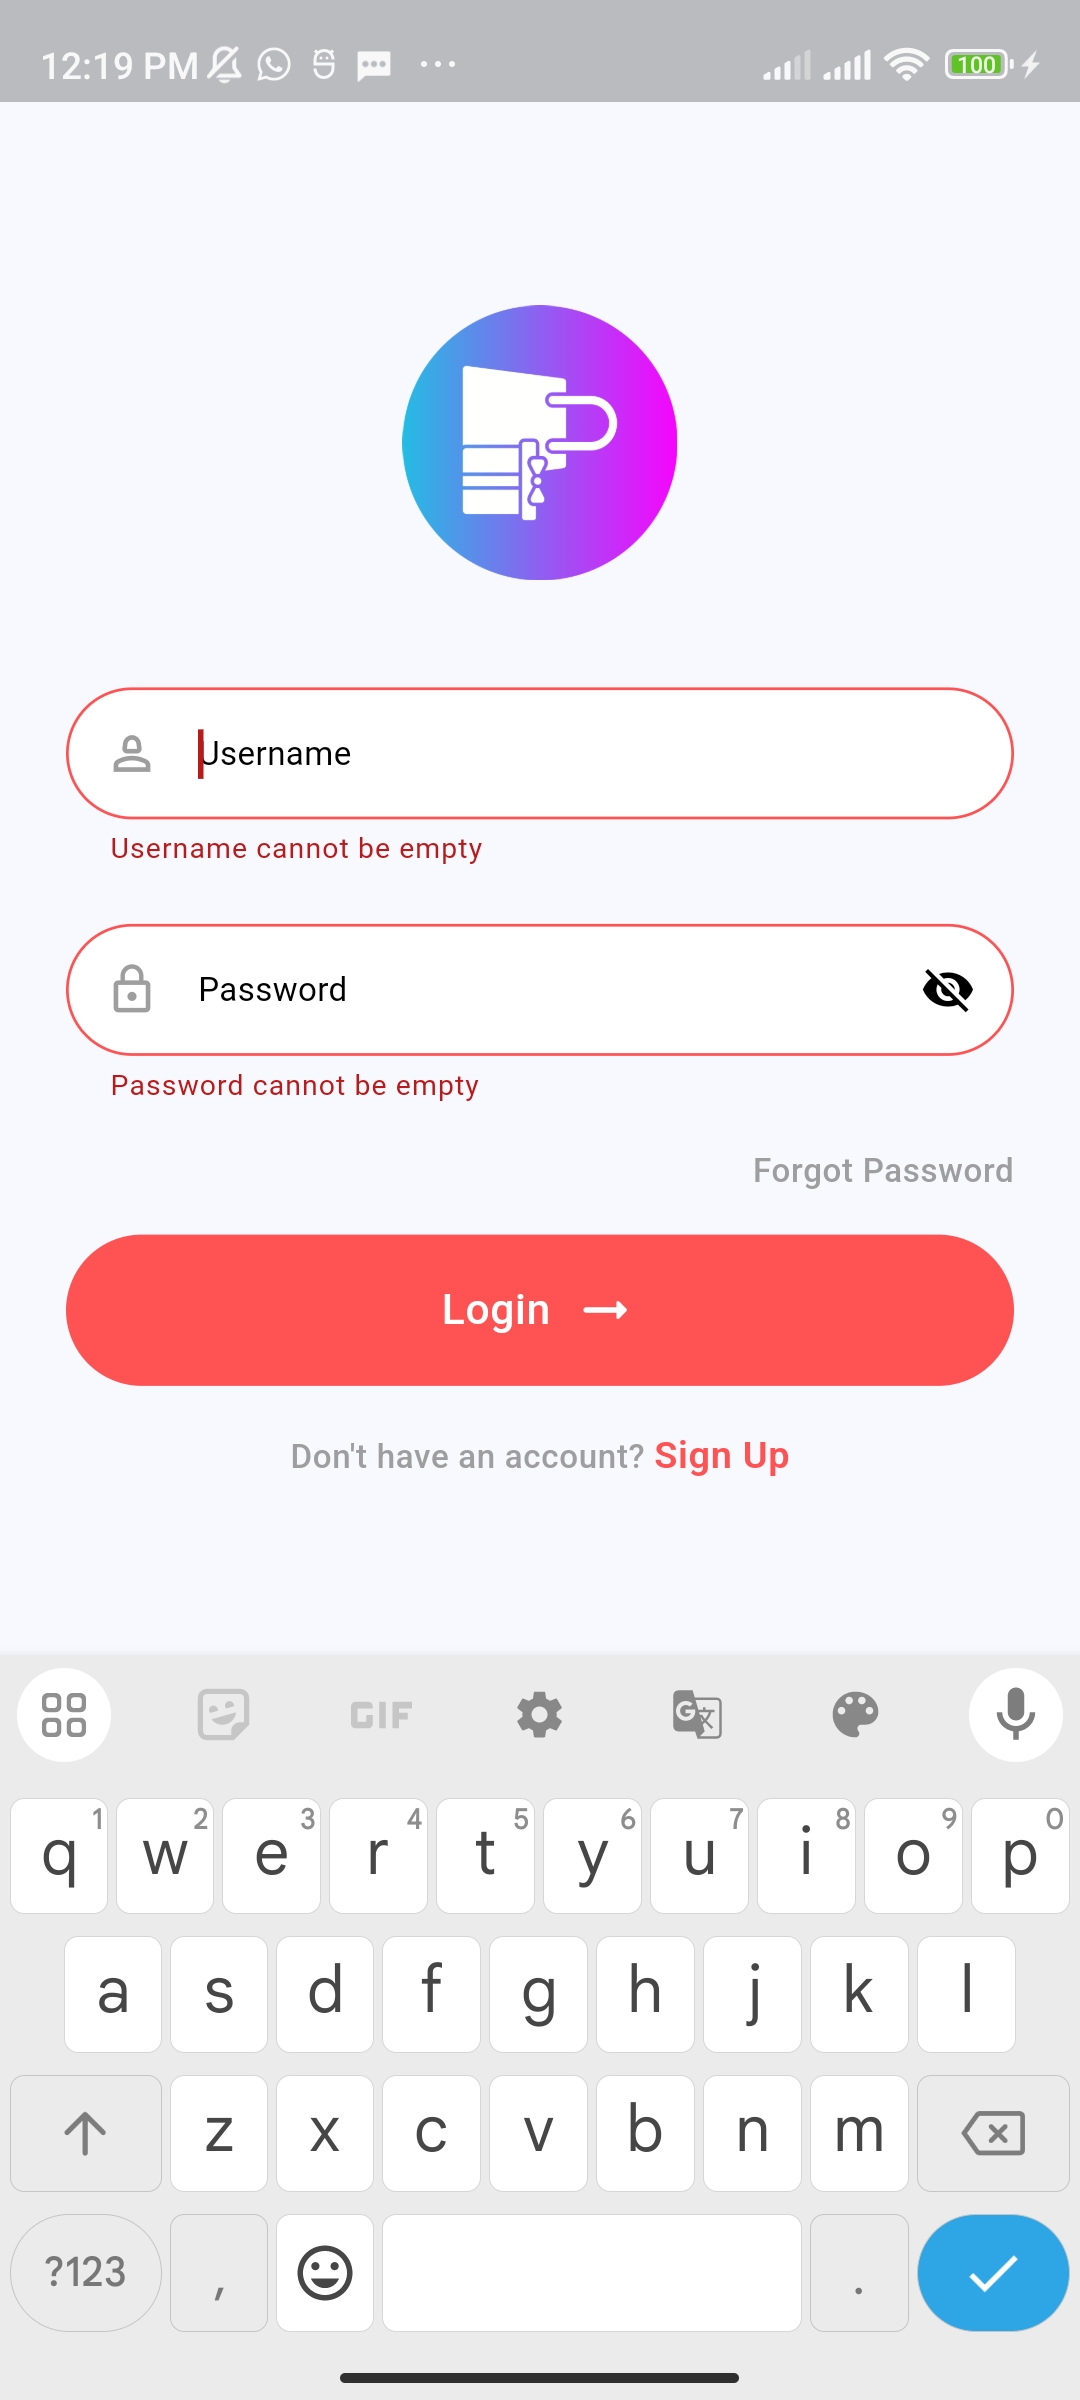 12:19 PM
100
Username
Username cannot be empty
Password
Password cannot be empty
Forgot Password
Login →
Don't have an account? Sign Up
GIF
G 文
1 2 3 4 5 6 7 8 9 0
q w e r t y u i o p
a s d f g h j k l
z x c v b n m
?123 , .